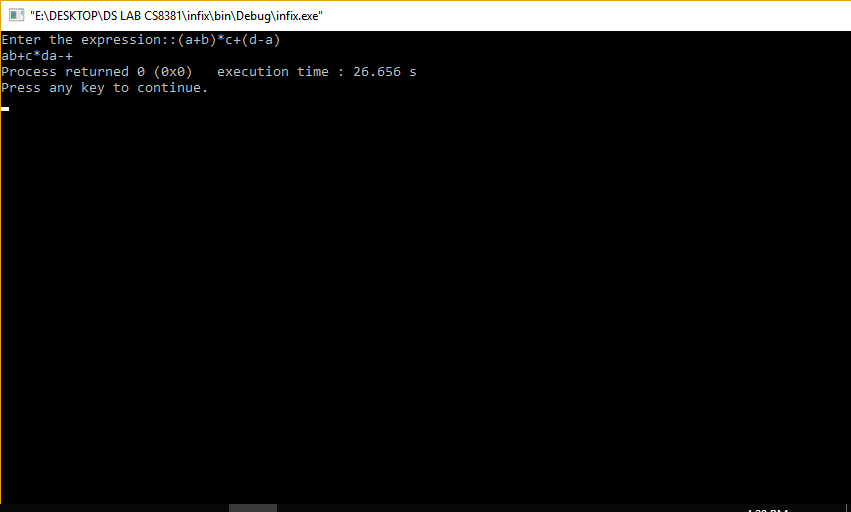 "E:\DESKTOP\DS LAB CS8381\infix\bin\Debug\infix.exe"
Enter the expression::(a+b)*c+(d-a)
ab+c*da-+
Process returned 0 (0x0)   execution time : 26.656 s
Press any key to continue.